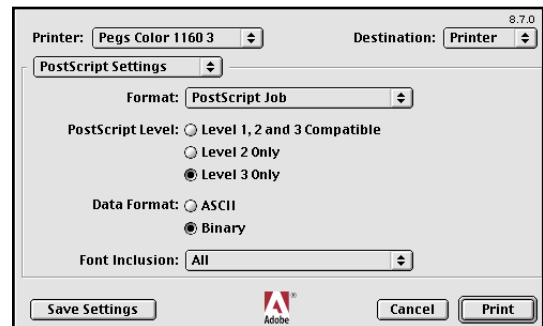 8.7.0
Printer: Pegs Color 1160 3 Destination: Printer
PostScript Settings
Format: PostScript Job
PostScript Level: Level 1, 2 and 3 Compatible
Level 2 Only
Level 3 Only
Data Format: ASCII
Binary
Font Inclusion: All
Save Settings Adobe® Cancel Print